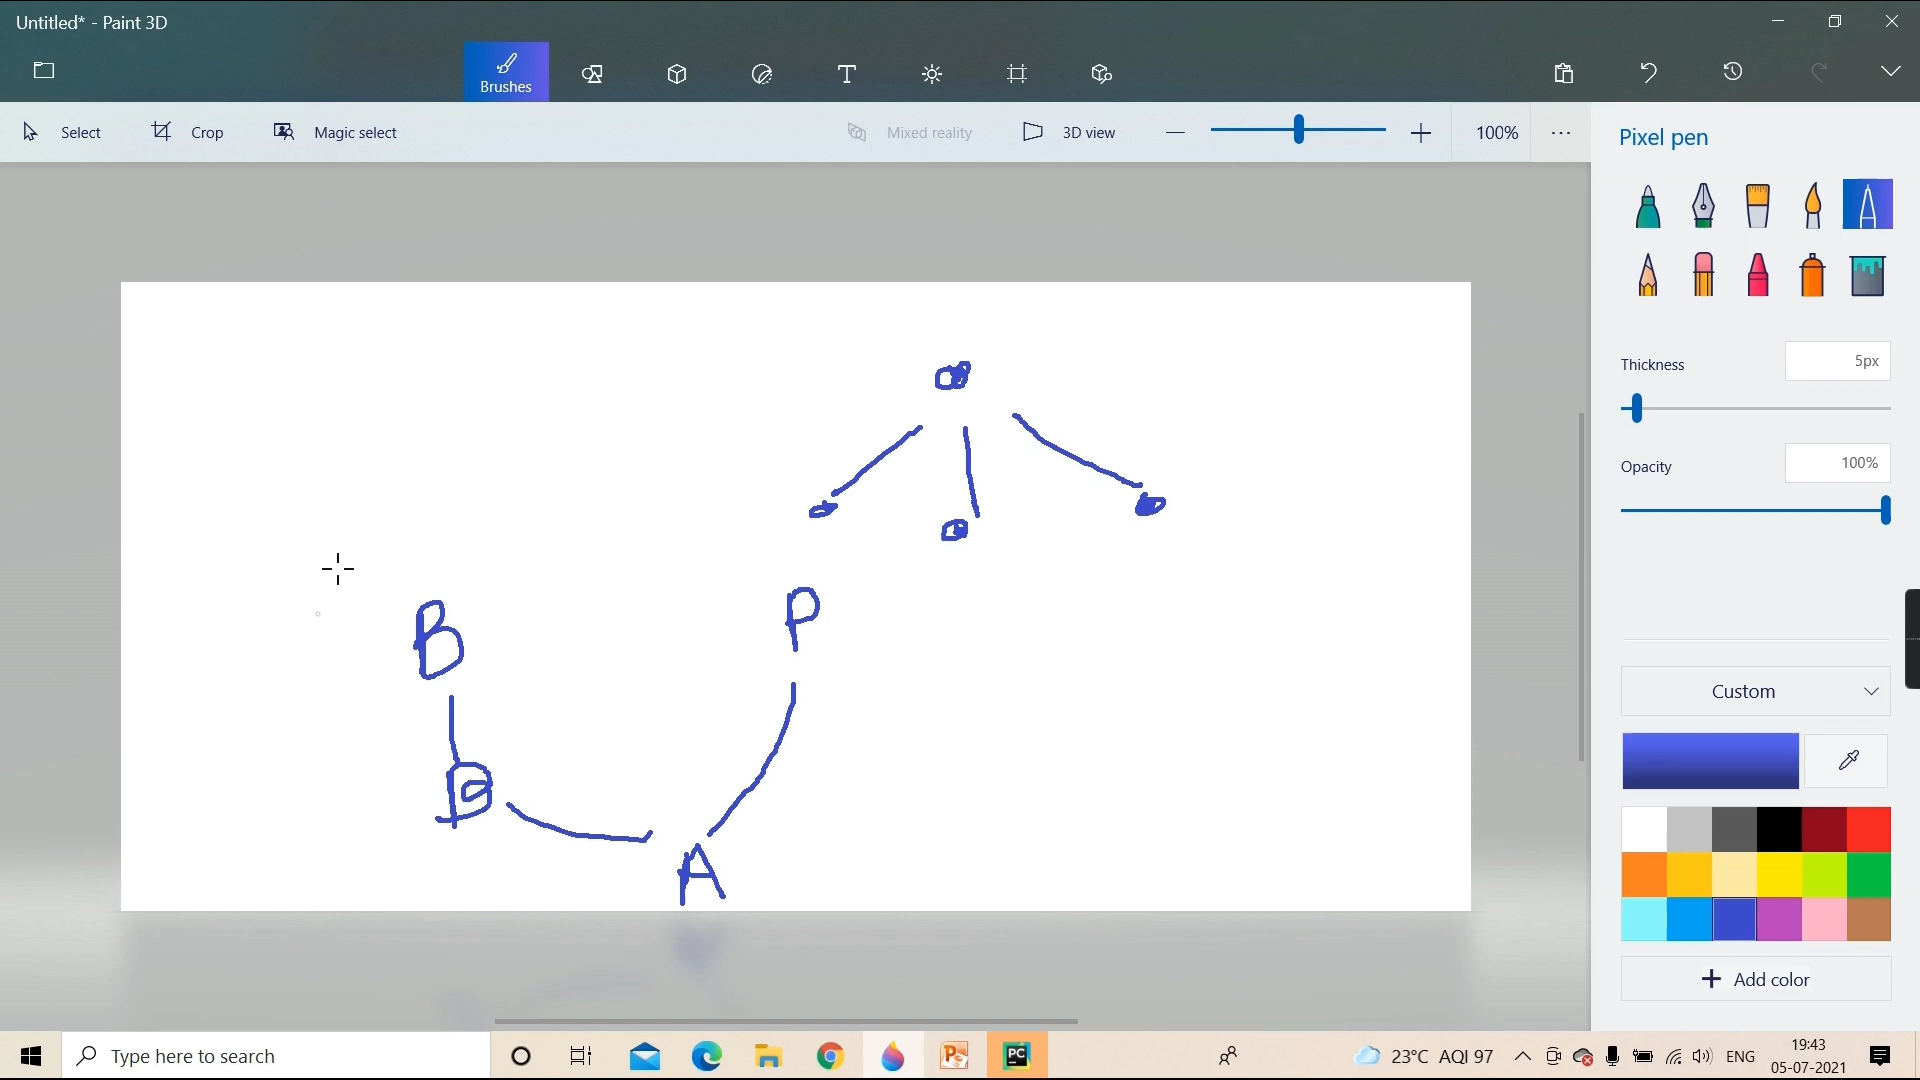 Untitled* - Paint 3D
Brushes
Select Crop Magic select Mixed reality 3D view 100%
Pixel pen
Thickness 5px
Opacity 100%
P
B
Custom
A
Add color
Type here to search
PC
23°C AQI 97
ENG
19:43
05-07-2021